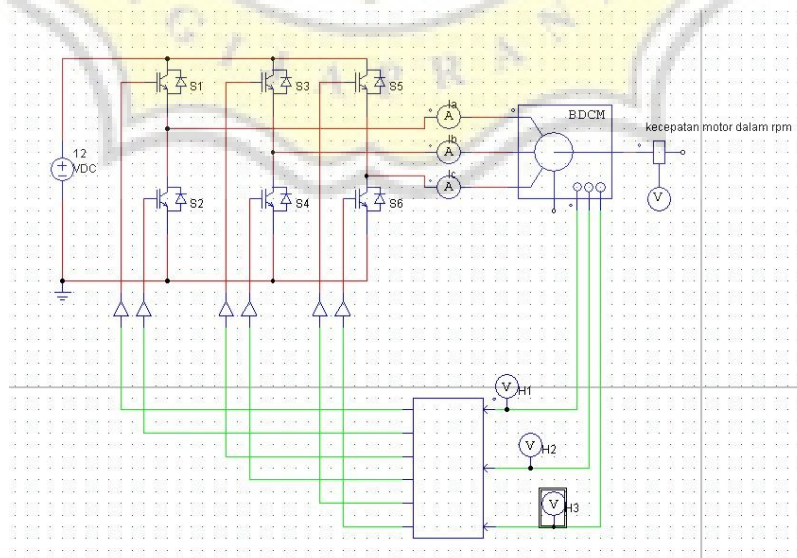 GILAPRAN
S1
S3
S5
Ia
BDCM
kecepatan motor dalam rpm
A
12
VDC
Ib
A
Ic
A
V
S2
S4
S6
V
H1
V
H2
V
H3